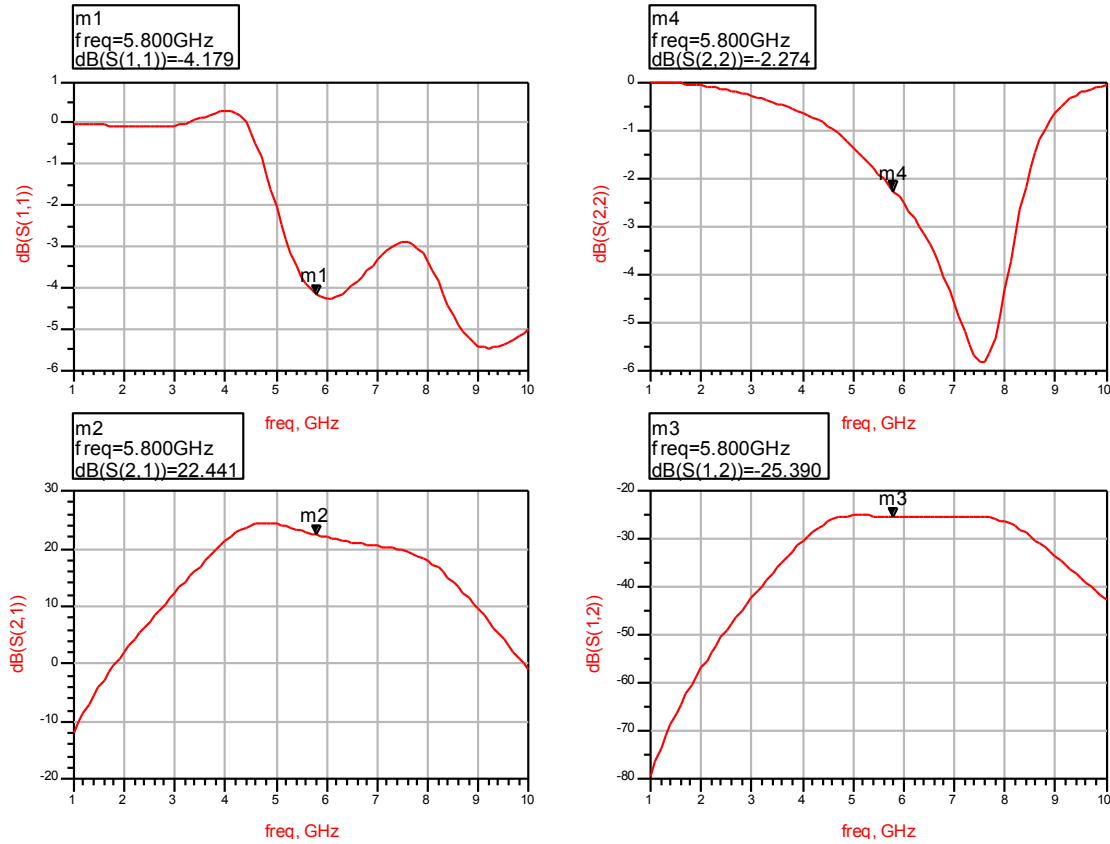 m1
freq=5.800GHz
dB(S(1,1))=-4.179
1
0
-1
-2
-3
-4
-5
-6
dB(S(1,1))
m1
1 2 3 4 5 6 7 8 9 10
freq, GHz
m4
freq=5.800GHz
dB(S(2,2))=-2.274
0
-1
-2
-3
-4
-5
-6
dB(S(2,2))
m4
1 2 3 4 5 6 7 8 9 10
freq, GHz
m2
freq=5.800GHz
dB(S(2,1))=22.441
30
20
10
0
-10
-20
dB(S(2,1))
m2
1 2 3 4 5 6 7 8 9 10
freq, GHz
m3
freq=5.800GHz
dB(S(1,2))=-25.390
-20
-30
-40
-50
-60
-70
-80
dB(S(1,2))
m3
1 2 3 4 5 6 7 8 9 10
freq, GHz